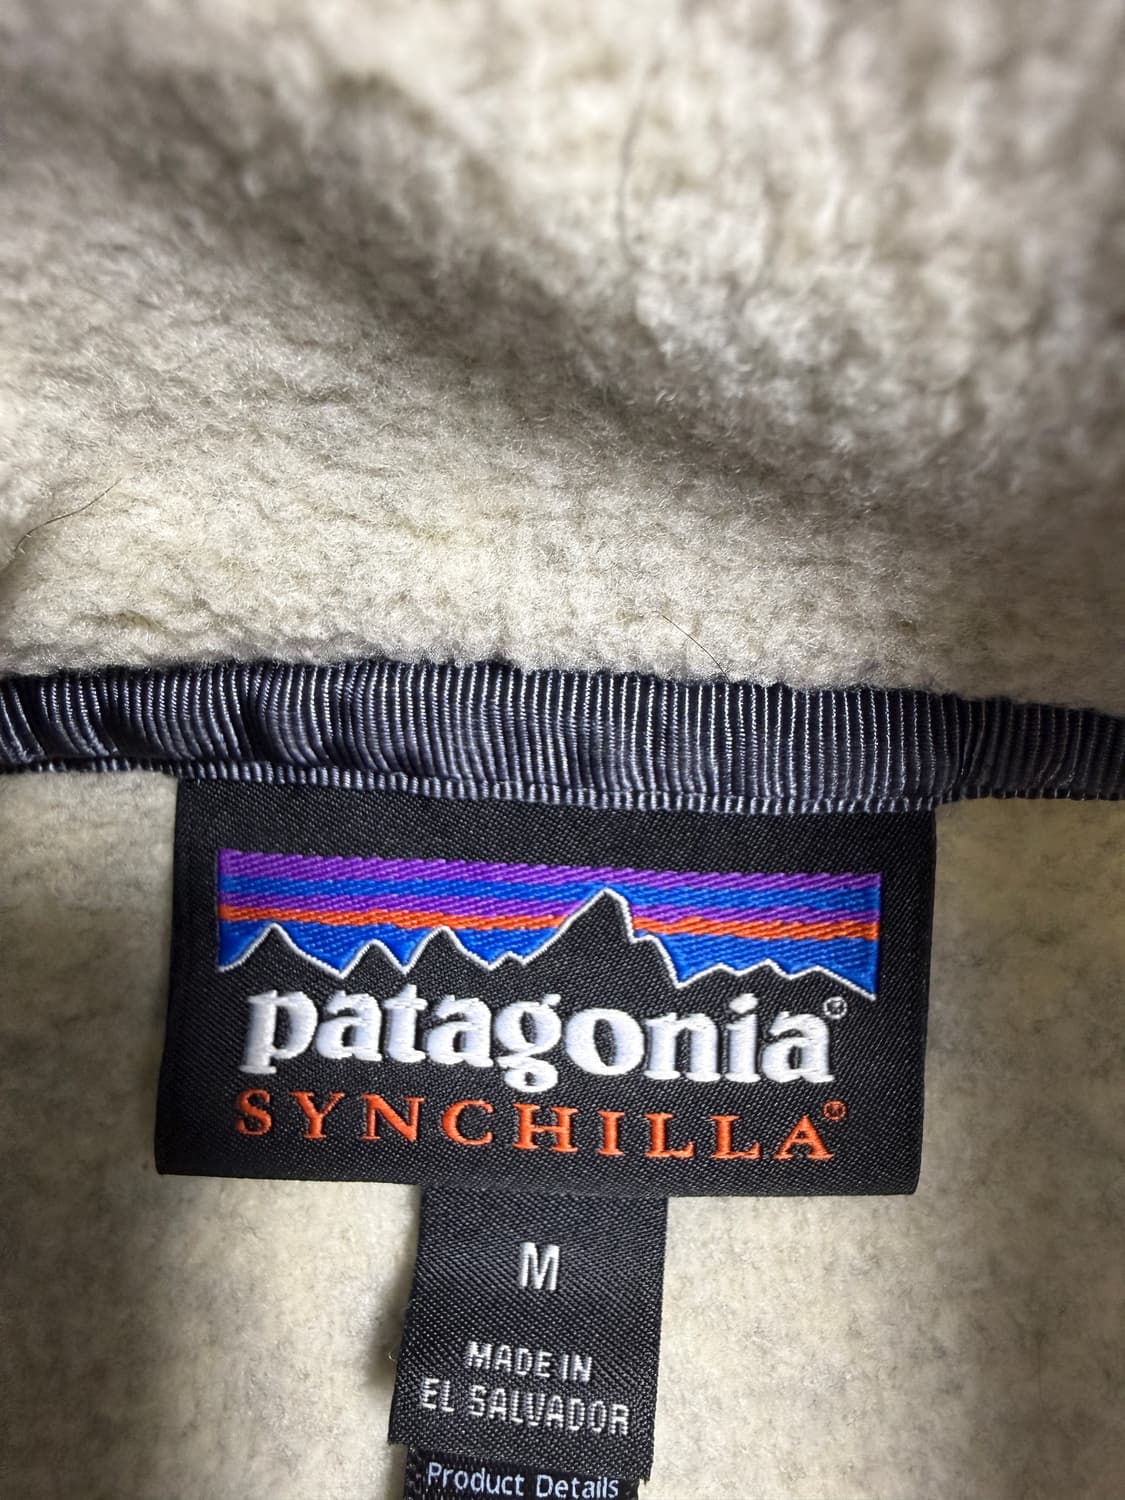 patagonia®
SYNCHILLA®
M
MADE IN
EL SALVADOR
Product Details